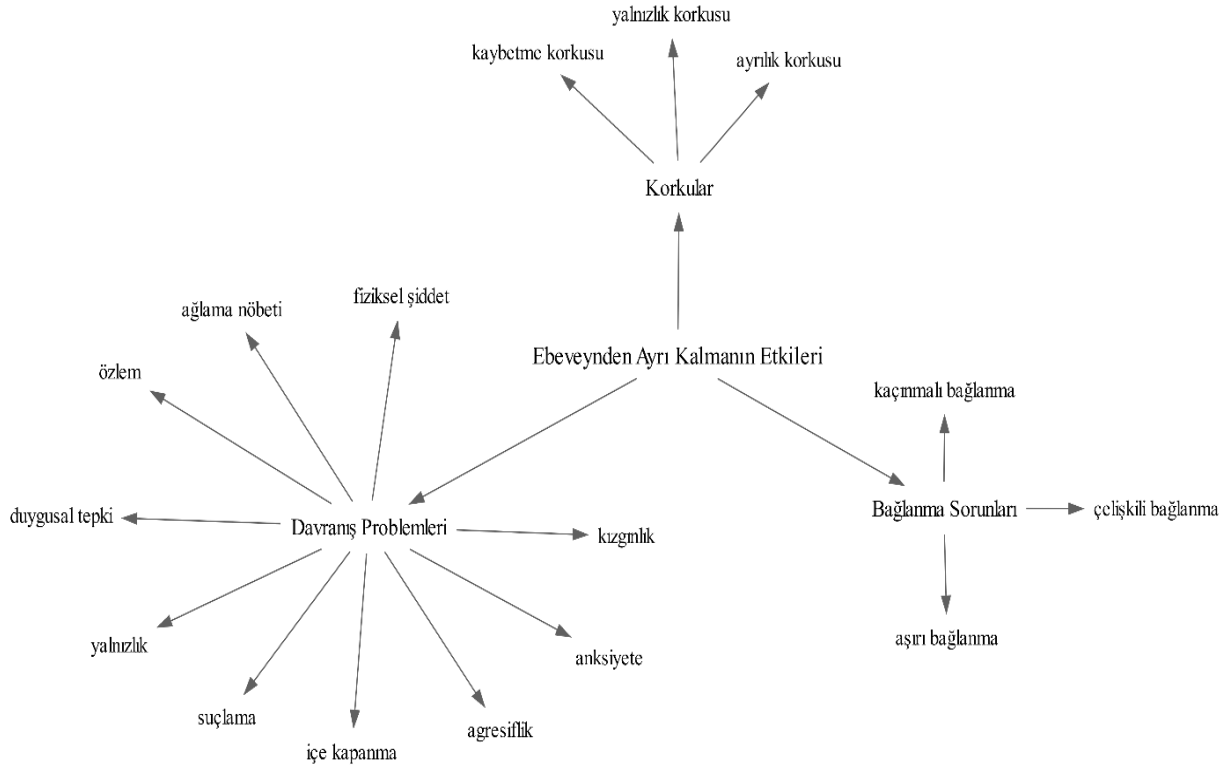 yalnızlık korkusu
kaybetme korkusu
ayrılık korkusu
Korkular
fiziksel şiddet
ağlama nöbeti
Ebeveynden Ayrı Kalmanın Etkileri
özlem
kaçınmalı bağlanma
duygusal tepki
Davranış Problemleri
kızgınlık
Bağlanma Sorunları
çelişkili bağlanma
yalnızlık
anksiyete
aşırı bağlanma
suçlama
içe kapanma
agresiflik